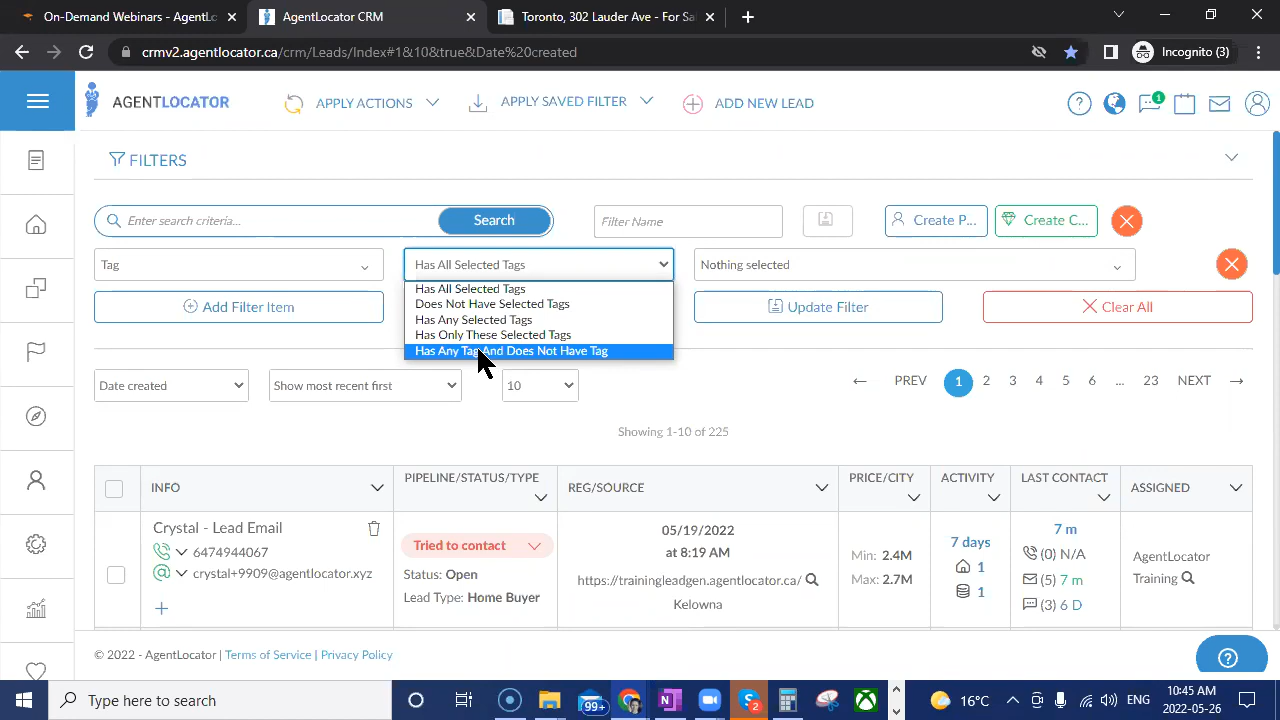 On-Demand Webinars - AgentLo
AgentLocator CRM
Toronto, 302 Lauder Ave - For Sal
crmv2.agentlocator.ca/crm/Leads/Index#1&10&true&Date%20created
Incognito (3)
AGENTLOCATOR
APPLY ACTIONS
APPLY SAVED FILTER
ADD NEW LEAD
1
FILTERS
Enter search criteria...
Search
Filter Name
Create P...
Create C...
Tag
Has All Selected Tags
Nothing selected
Has All Selected Tags
Does Not Have Selected Tags
Has Any Selected Tags
Has Only These Selected Tags
Has Any Tag And Does Not Have Tag
Add Filter Item
Update Filter
Clear All
Date created
Show most recent first
10
PREV
1
2
3
4
5
6
...
23
NEXT
Showing 1-10 of 225
INFO
PIPELINE/STATUS/TYPE
REG/SOURCE
PRICE/CITY
ACTIVITY
LAST CONTACT
ASSIGNED
Crystal - Lead Email
6474944067
crystal+9909@agentlocator.xyz
Tried to contact
Status: Open
Lead Type: Home Buyer
05/19/2022
at 8:19 AM
https://trainingleadgen.agentlocator.ca/
Kelowna
Min: 2.4M
Max: 2.7M
7 days
1
1
7 m
(0) N/A
(5) 7 m
(3) 6 D
AgentLocator
Training
© 2022 - AgentLocator | Terms of Service | Privacy Policy
Type here to search
99+
2
16°C
ENG
10:45 AM
2022-05-26